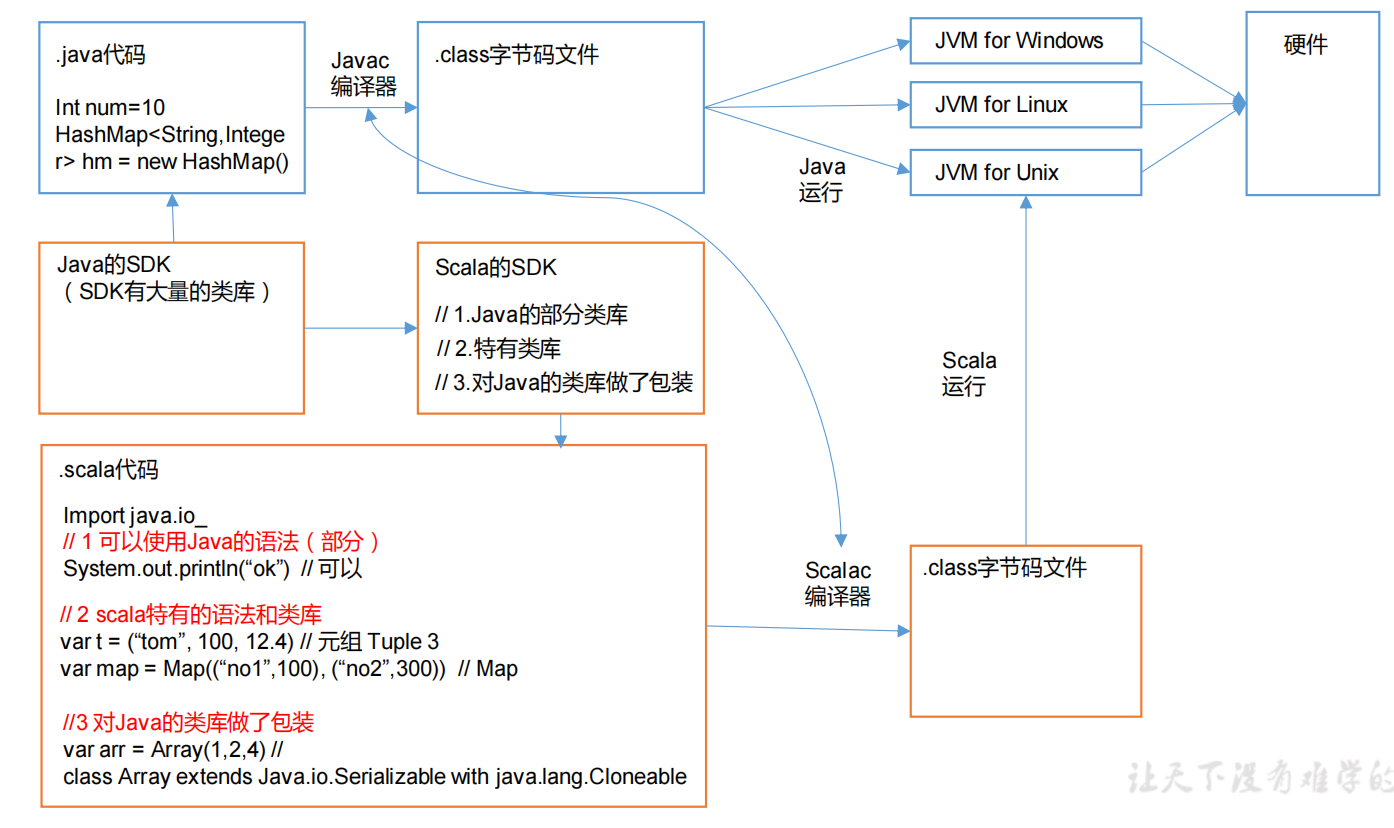 .java代码
Int num=10
HashMap<String,Intege
r> hm = new HashMap()
Javac
编译器
.class字节码文件
JVM for Windows
JVM for Linux
JVM for Unix
硬件
Java
运行
Java的SDK
（SDK有大量的类库）
Scala的SDK
// 1.Java的部分类库
// 2.特有类库
// 3.对Java的类库做了包装
Scala
运行
.scala代码
Import java.io_
// 1 可以使用Java的语法（部分）
System.out.println(“ok”) // 可以
// 2 scala特有的语法和类库
var t = (“tom”, 100, 12.4) // 元组 Tuple 3
var map = Map((“no1”,100), (“no2”,300)) // Map
//3 对Java的类库做了包装
var arr = Array(1,2,4) //
class Array extends Java.io.Serializable with java.lang.Cloneable
Scalac
编译器
.class字节码文件
让天下没有难学的